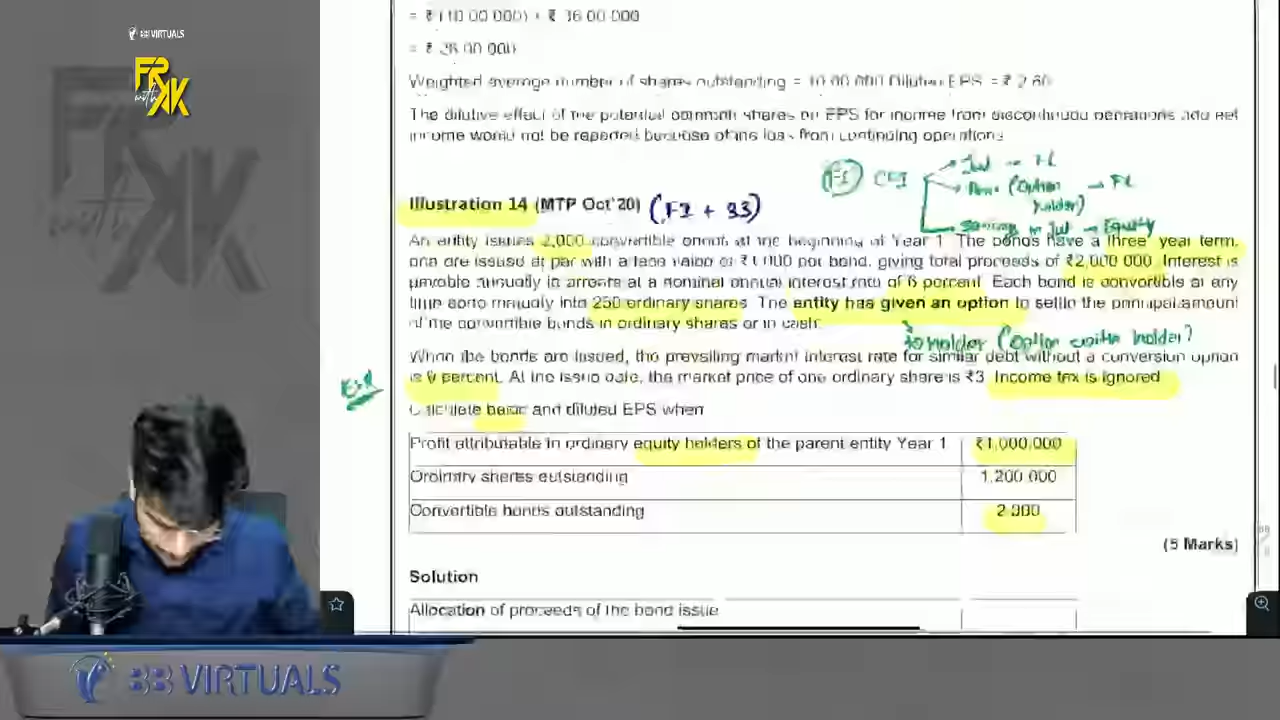 BB VIRTUALS
FR
with
KK
= ₹ (10,00,000) + ₹ 36,00,000
= ₹ 26,00,000
Weighted average number of shares outstanding = 10,00,000 Diluted EPS = ₹ 2.60
The dilutive effect of the potential common shares on EPS for income from discontinued operations and net
income would not be reported because of the loss from continuing operations
Illustration 14 (MTP Oct'20) (FI + 33)
FI CFI
→ FL
(Option holder) → FL
in → Equity
An entity issues 2,000 convertible bonds at the beginning of Year 1. The bonds have a three year term,
and are issued at par with a face value of ₹1,000 per bond, giving total proceeds of ₹2,000,000. Interest is
payable annually in arrears at a nominal annual interest rate of 6 percent. Each bond is convertible at any
time up to maturity into 250 ordinary shares. The entity has given an option to settle the principal amount
of the convertible bonds in ordinary shares or in cash.
to Holder (Option with holder)
When the bonds are issued, the prevailing market interest rate for similar debt without a conversion option
is 9 percent. At the issue date, the market price of one ordinary share is ₹3. Income tax is ignored
Calculate basic and diluted EPS when
Profit attributable to ordinary equity holders of the parent entity Year 1 ₹1,000,000
Ordinary shares outstanding 1,200,000
Convertible bonds outstanding 2,000
(5 Marks)
Solution
Allocation of proceeds of the bond issue
BB VIRTUALS